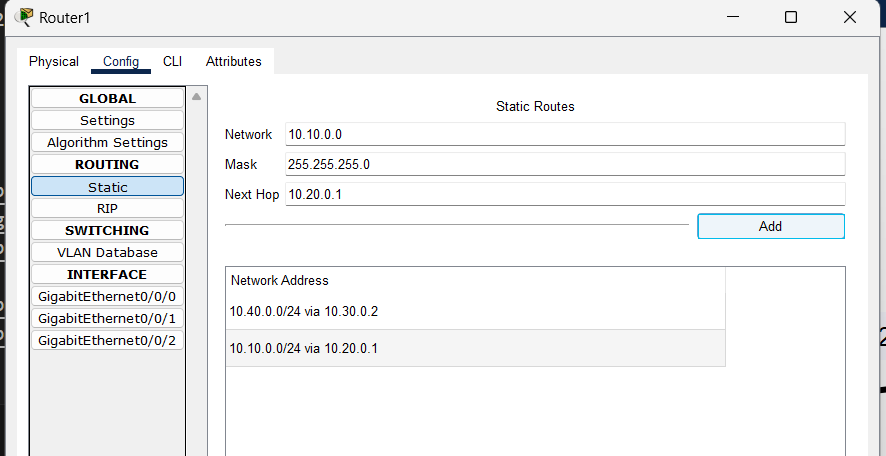 Router1
Physical Config CLI Attributes
GLOBAL
Settings
Algorithm Settings
ROUTING
Static
RIP
SWITCHING
VLAN Database
INTERFACE
GigabitEthernet0/0/0
GigabitEthernet0/0/1
GigabitEthernet0/0/2
Static Routes
Network 10.10.0.0
Mask 255.255.255.0
Next Hop 10.20.0.1
Add
Network Address
10.40.0.0/24 via 10.30.0.2
10.10.0.0/24 via 10.20.0.1